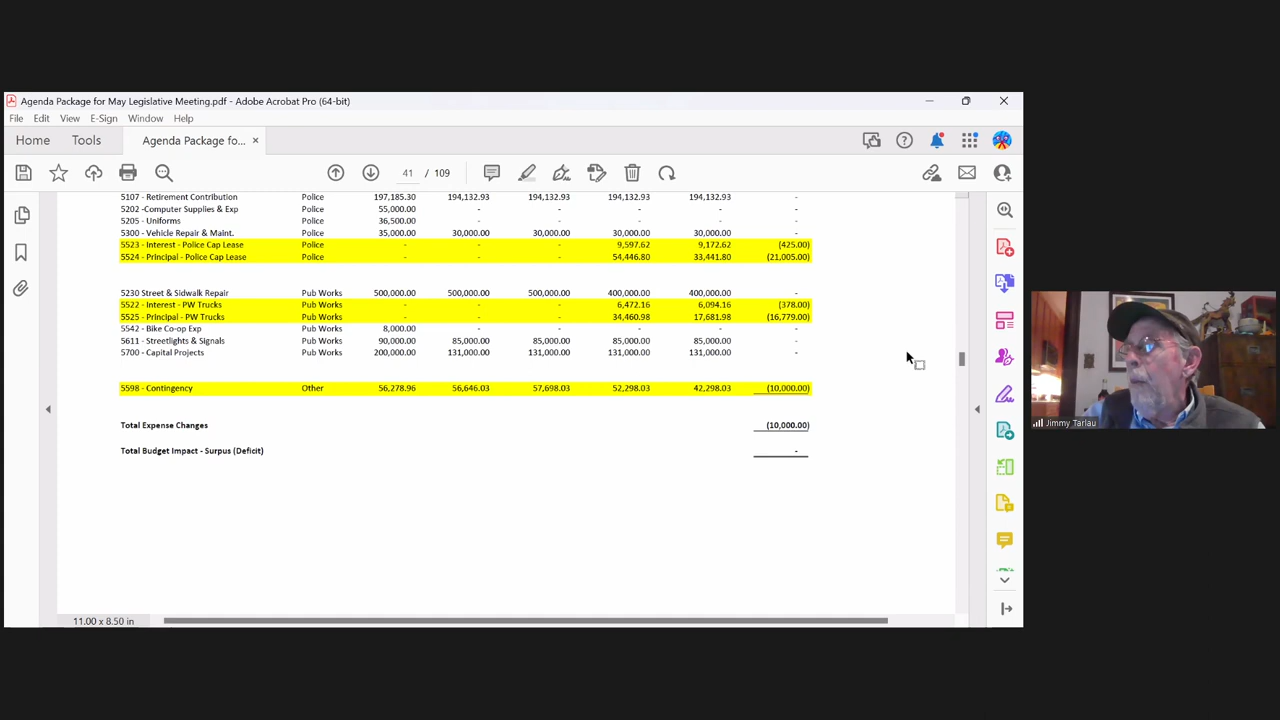 Agenda Package for May Legislative Meeting.pdf - Adobe Acrobat Pro (64-bit)
File Edit View E-Sign Window Help
Home Tools Agenda Package fo... ×
41 / 109
5107 - Retirement Contribution Police 197,185.30 194,132.93 194,132.93 194,132.93 194,132.93 -
5202 -Computer Supplies & Exp Police 55,000.00 - - - - -
5205 - Uniforms Police 36,500.00 - - - - -
5300 - Vehicle Repair & Maint. Police 35,000.00 30,000.00 30,000.00 30,000.00 30,000.00 -
5523 - Interest - Police Cap Lease Police - - - 9,597.62 9,172.62 (425.00)
5524 - Principal - Police Cap Lease Police - - - 54,446.80 33,441.80 (21,005.00)
5230 Street & Sidwalk Repair Pub Works 500,000.00 500,000.00 500,000.00 400,000.00 400,000.00 -
5522 - Interest - PW Trucks Pub Works - - - 6,472.16 6,094.16 (378.00)
5525 - Principal - PW Trucks Pub Works - - - 34,460.98 17,681.98 (16,779.00)
5542 - Bike Co-op Exp Pub Works 8,000.00 - - - - -
5611 - Streetlights & Signals Pub Works 90,000.00 85,000.00 85,000.00 85,000.00 85,000.00 -
5700 - Capital Projects Pub Works 200,000.00 131,000.00 131,000.00 131,000.00 131,000.00 -
5598 - Contingency Other 56,278.96 56,646.03 57,698.03 52,298.03 42,298.03 (10,000.00)
Total Expense Changes (10,000.00)
Total Budget Impact - Surpus (Deficit) -
11.00 x 8.50 in
Jimmy Tarlau